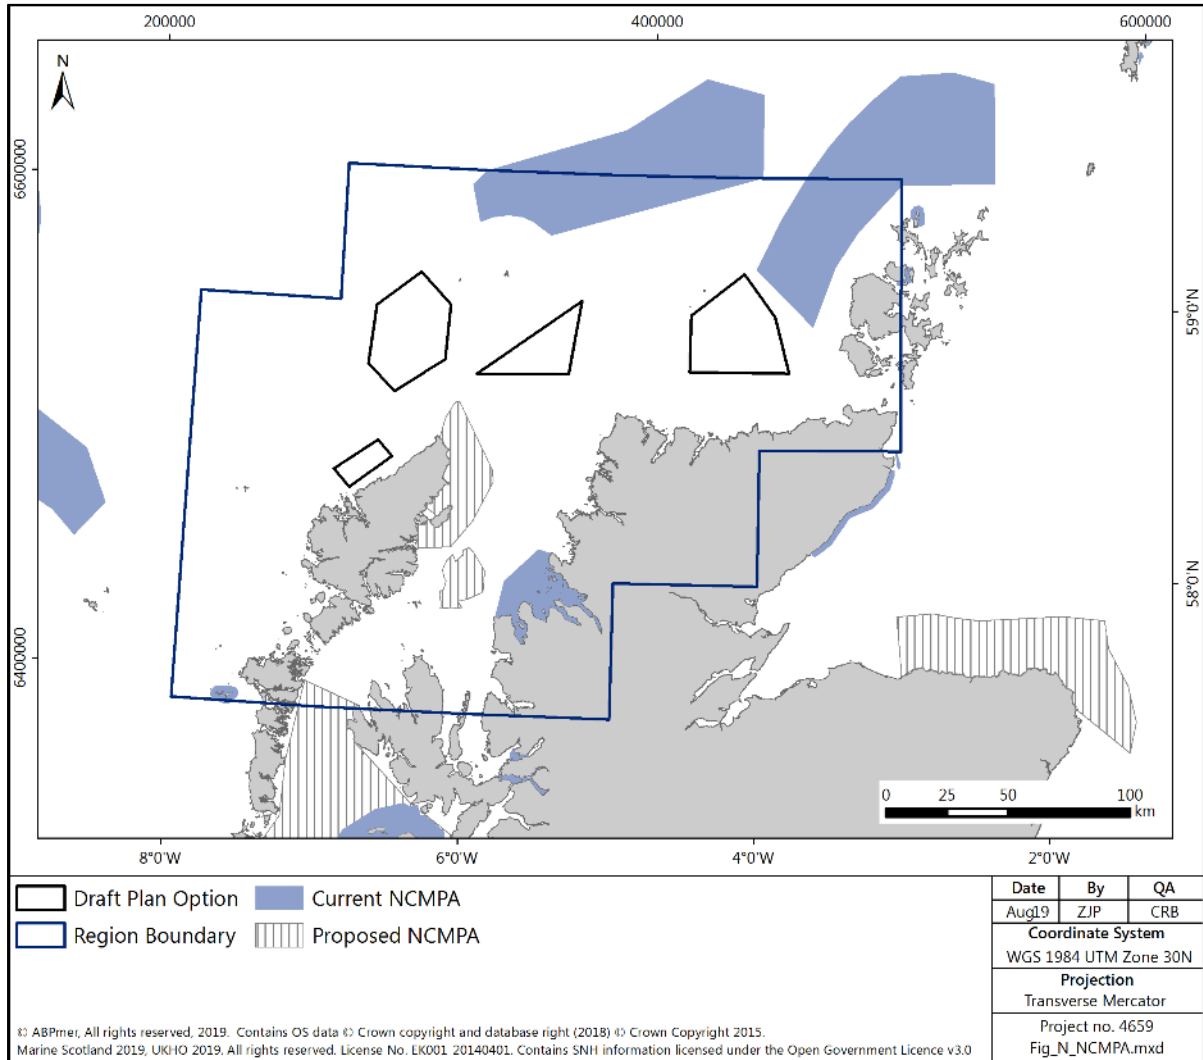 200000 400000 600000
N
6600000
59°0'N
58°0'N
6400000
0 25 50 100
km
8°0'W 6°0'W 4°0'W 2°0'W
Draft Plan Option Current NCMPA
Region Boundary Proposed NCMPA
Date By QA
Aug19 ZJP CRB
Coordinate System
WGS 1984 UTM Zone 30N
Projection
Transverse Mercator
Project no. 4659
Fig_N_NCMPA.mxd
© ABPmer, All rights reserved, 2019. Contains OS data © Crown copyright and database right (2018) © Crown Copyright 2015.
Marine Scotland 2019, UKHO 2019. All rights reserved. License No. EK001_20140401. Contains SNH information licensed under the Open Government Licence v3.0